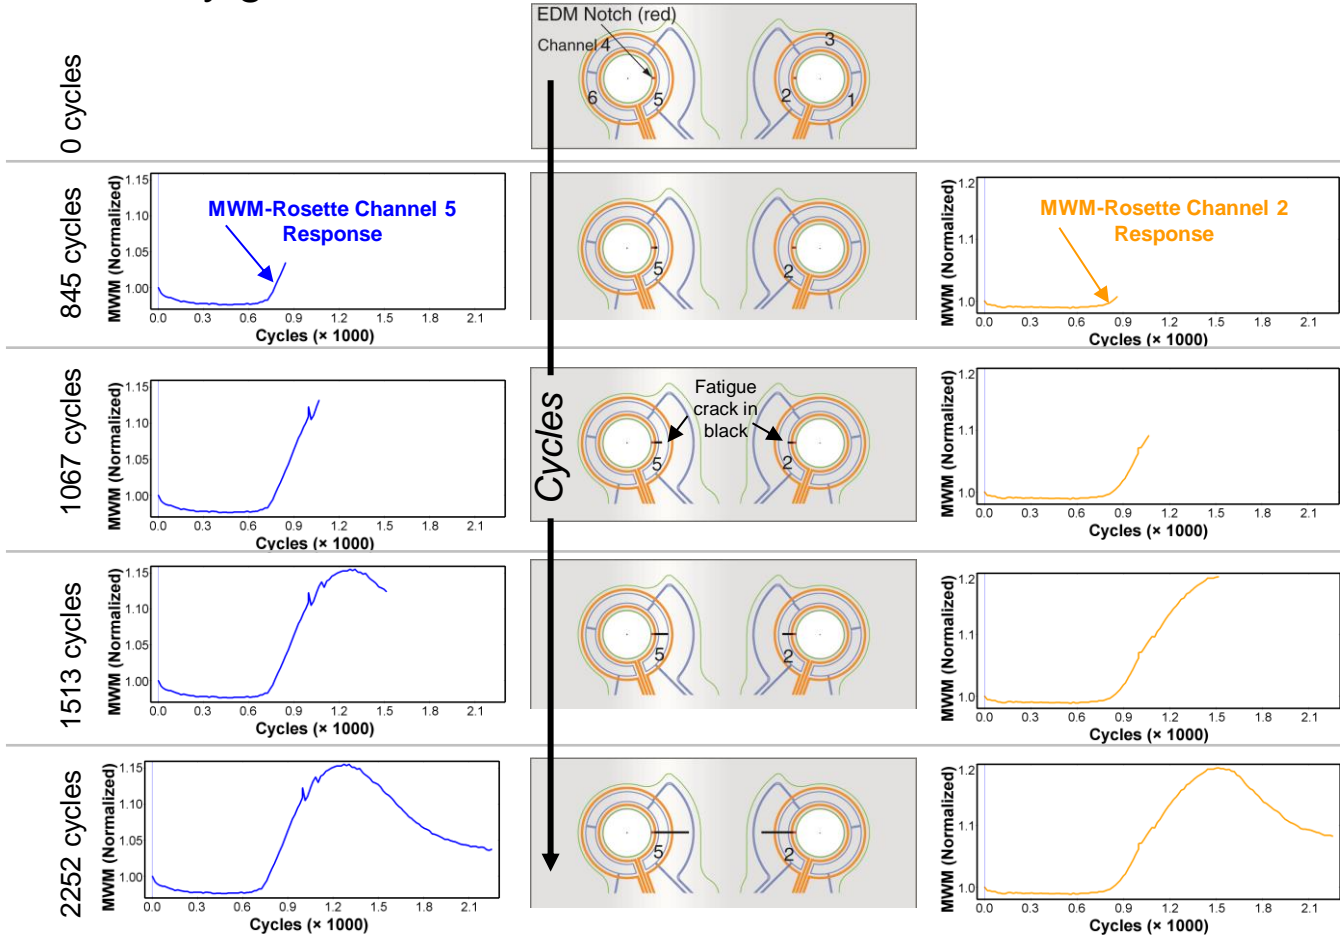 EDM Notch (red)
Channel 4
3
6
5
2
1
0 cycles
845 cycles
MWM (Normalized)
1.15
1.10
1.05
1.00
MWM-Rosette Channel 5
Response
0.0 0.3 0.6 0.9 1.2 1.5 1.8 2.1
Cycles (× 1000)
5
2
MWM (Normalized)
1.2
1.1
1.0
MWM-Rosette Channel 2
Response
0.0 0.3 0.6 0.9 1.2 1.5 1.8 2.1
Cycles (× 1000)
1067 cycles
MWM (Normalized)
1.15
1.10
1.05
1.00
0.0 0.3 0.6 0.9 1.2 1.5 1.8 2.1
Cycles (× 1000)
Cycles
Fatigue
crack in
black
5
2
MWM (Normalized)
1.2
1.1
1.0
0.0 0.3 0.6 0.9 1.2 1.5 1.8 2.1
Cycles (× 1000)
1513 cycles
MWM (Normalized)
1.15
1.10
1.05
1.00
0.0 0.3 0.6 0.9 1.2 1.5 1.8 2.1
Cycles (× 1000)
5
2
MWM (Normalized)
1.2
1.1
1.0
0.0 0.3 0.6 0.9 1.2 1.5 1.8 2.1
Cycles (× 1000)
2252 cycles
MWM (Normalized)
1.15
1.10
1.05
1.00
0.0 0.3 0.6 0.9 1.2 1.5 1.8 2.1
Cycles (× 1000)
5
2
MWM (Normalized)
1.2
1.1
1.0
0.0 0.3 0.6 0.9 1.2 1.5 1.8 2.1
Cycles (× 1000)